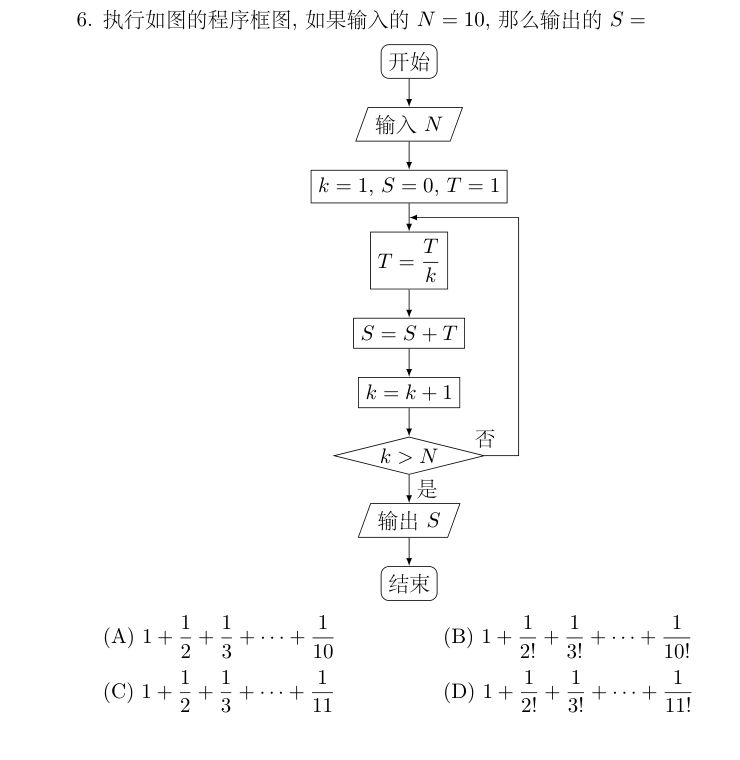 6. 执行如图的程序框图, 如果输入的 N = 10, 那么输出的 S =
开始
输入 N
k = 1, S = 0, T = 1
T = T/k
S = S + T
k = k + 1
k > N
否
是
输出 S
结束
(A) 1 + 1/2 + 1/3 + ··· + 1/10 (B) 1 + 1/2! + 1/3! + ··· + 1/10!
(C) 1 + 1/2 + 1/3 + ··· + 1/11 (D) 1 + 1/2! + 1/3! + ··· + 1/11!